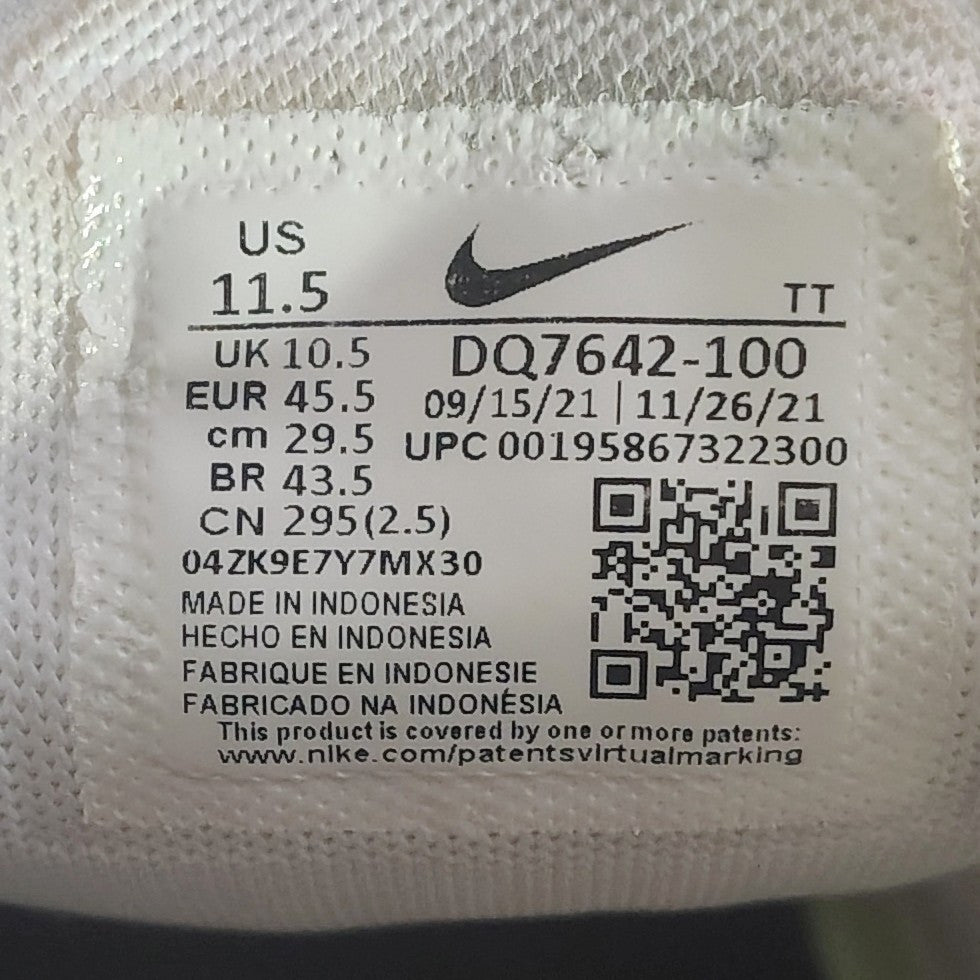 US
11.5
TT
UK 10.5
EUR 45.5
cm 29.5
BR 43.5
CN 295(2.5)
DQ7642-100
09/15/21 | 11/26/21
UPC 00195867322300
04ZK9E7Y7MX30
MADE IN INDONESIA
HECHO EN INDONESIA
FABRIQUE EN INDONESIE
FABRICADO NA INDONÉSIA
This product is covered by one or more patents:
www.nike.com/patentsvirtualmarking